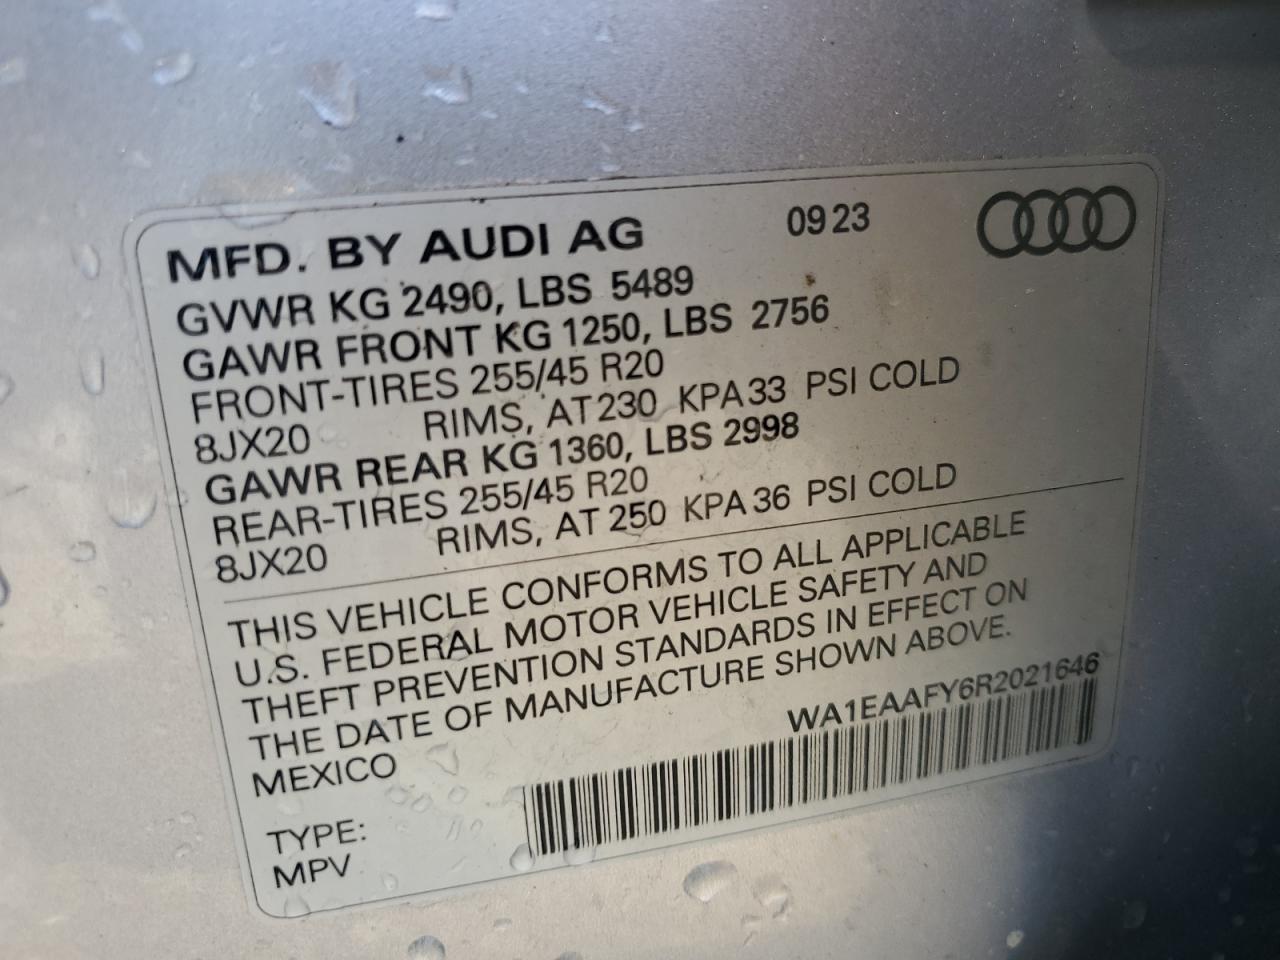 MFD. BY AUDI AG 09 23
GVWR KG 2490, LBS 5489
GAWR FRONT KG 1250, LBS 2756
FRONT-TIRES 255/45 R20
8JX20 RIMS, AT 230 KPA 33 PSI COLD
GAWR REAR KG 1360, LBS 2998
REAR-TIRES 255/45 R20
8JX20 RIMS, AT 250 KPA 36 PSI COLD
THIS VEHICLE CONFORMS TO ALL APPLICABLE
U.S. FEDERAL MOTOR VEHICLE SAFETY AND
THEFT PREVENTION STANDARDS IN EFFECT ON
THE DATE OF MANUFACTURE SHOWN ABOVE.
MEXICO WA1EAAFY6R2021646
TYPE:
MPV